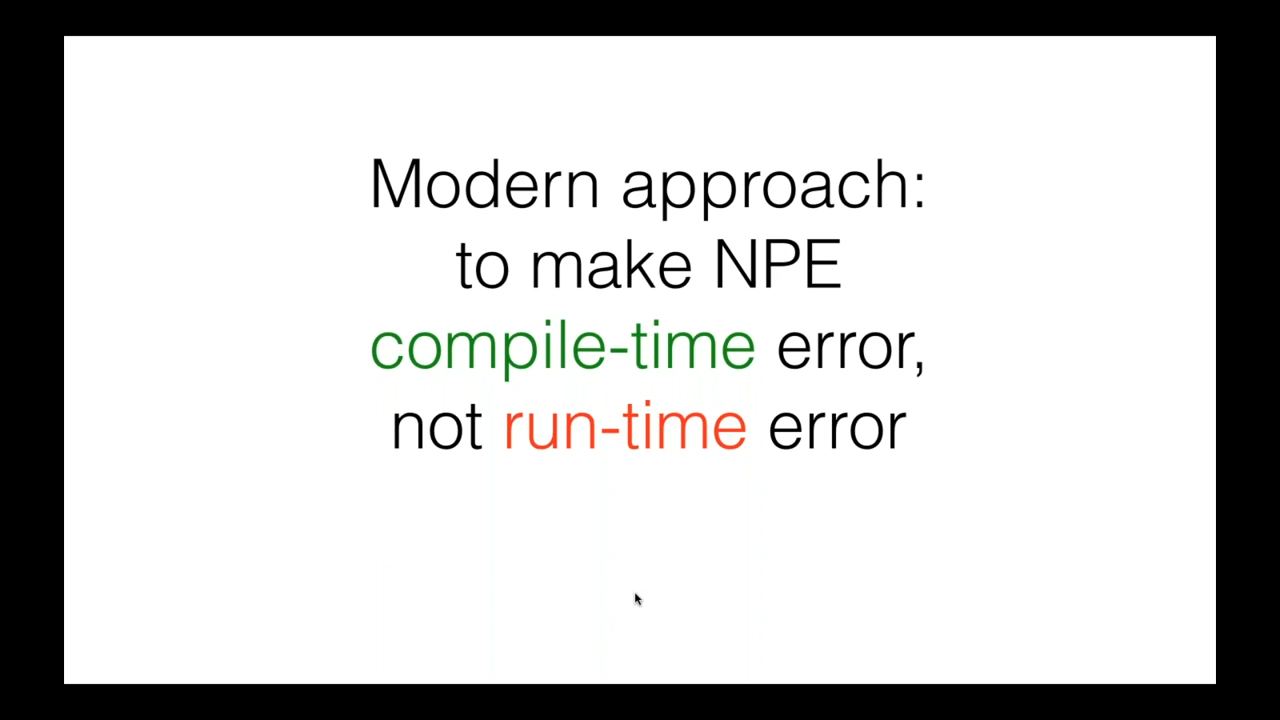 Modern approach:
to make NPE
compile-time error,
not run-time error